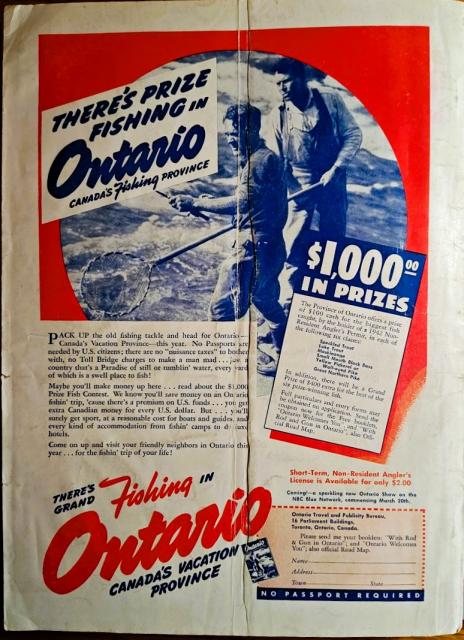 THERE'S PRIZE
FISHING IN
Ontario
CANADA'S Fishing PROVINCE
$1,000.00
IN PRIZES
The Province of Ontario offers a prize
of $100 cash for the biggest fish
caught, by the holder of a 1941 Non-
Resident Angler's Permit, in each of
the following six classes:
Speckled Trout
Lake Trout
Maskinonge
Small Mouth Black Bass
Yellow Pickerel or
Wall-eyed Pike
Great Northern Pike
In addition, there will be a Grand
Prize of $400 extra for the best of the
six prize-winning fish.
Full particulars and entry forms may
be obtained on application. Send the
coupon now for the Free booklets,
"Ontario Welcomes You", and "With
Rod and Gun in Ontario", also Offi-
cial Road Map.
PACK UP the old fishing tackle and head for Ontario—
Canada's Vacation Province—this year. No Passports are
needed by U.S. citizens; there are no "nuisance taxes" to bother
with, no Toll Bridges charges to make a man mad . . . just a
country that's a Paradise of still or tumblin' water, every yard
of which is swell place to fish!
Maybe you'll make money up here . . . read about the $1,000
Prize Fish Contest. We know you'll save money on an Ontario
fishin' trip, 'cause there's a premium on U.S. funds . . . you get
extra Canadian money for every U.S. dollar. But . . . you'll
surely get sport, at a reasonable cost for boats and guides,
every kind of accommodation from fishin' camps to de luxe
hotels.
Come on up and visit your friendly neighbors in Ontario this
year . . . for the fishin' trip of your life!
THERE'S
GRAND Fishing IN
Ontario
CANADA'S VACATION
PROVINCE
Ontario
Short-Term, Non-Resident Angler's
License is Available for only $2.00
Coming!—a sparkling new Ontario Show on the
NBC Blue Network, commencing March 20th.
Ontario Travel and Publicity Bureau,
16 Parliament Buildings,
Toronto, Ontario, Canada.
Please send me your booklets: "With Rod
& Gun in Ontario"; and "Ontario Welcomes
You"; also official Road Map.
Name
Address
Town State
NO PASSPORT REQUIRED